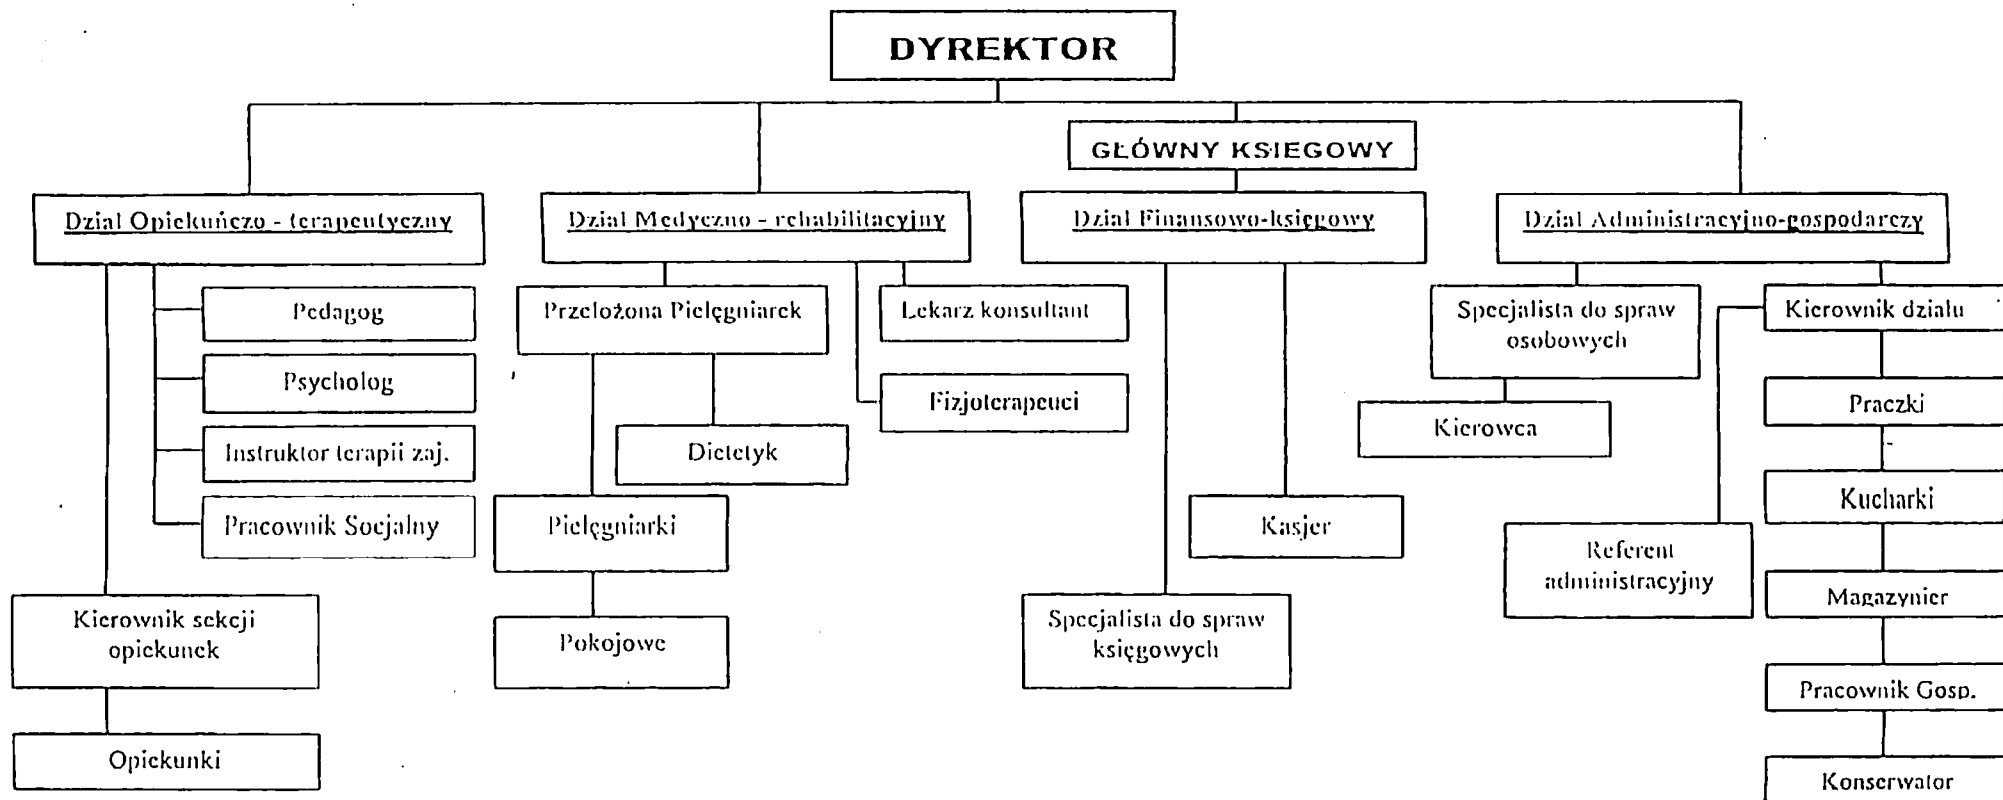 DYREKTOR
GŁÓWNY KSIEGOWY
Dział Opiekuńczo - terapeutyczny
Dział Medyczno - rehabilitacyjny
Dział Finansowo-księgowy
Dział Administracyjno-gospodarczy
Pedagog
Psycholog
Instruktor terapii zaj.
Pracownik Socjalny
Kierownik sekcji
opiekunek
Opiekunki
Przełożona Pielęgniarek
Lekarz konsultant
Fizjoterapeuci
Dietetyk
Pielęgniarki
Pokojowe
Kasjer
Specjalista do spraw
księgowych
Specjalista do spraw
osobowych
Kierowca
Kierownik działu
Referent
administracyjny
Praczki
Kucharki
Magazynier
Pracownik Gosp.
Konserwator